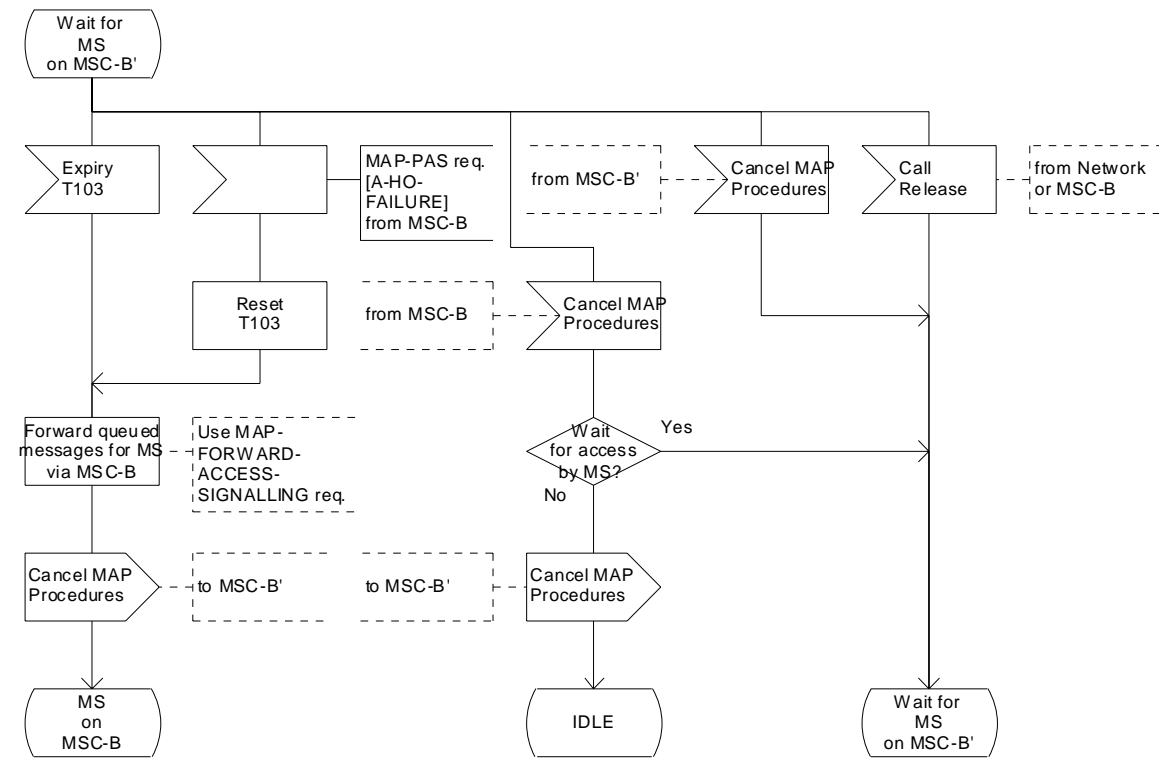 Wait for
MS
on MSC-B'
Expiry
T103
MAP-PAS req.
[A-HO-
FAILURE]
from MSC-B
from MSC-B'
Cancel MAP
Procedures
Call
Release
from Network
or MSC-B
Reset
T103
from MSC-B
Cancel MAP
Procedures
Forward queued
messages for MS
via MSC-B
Use MAP-
FORWARD-
ACCESS-
SIGNALLING req.
Wait
for access
by MS?
Yes
No
Cancel MAP
Procedures
to MSC-B'
to MSC-B'
Cancel MAP
Procedures
MS
on
MSC-B
IDLE
Wait for
MS
on MSC-B'